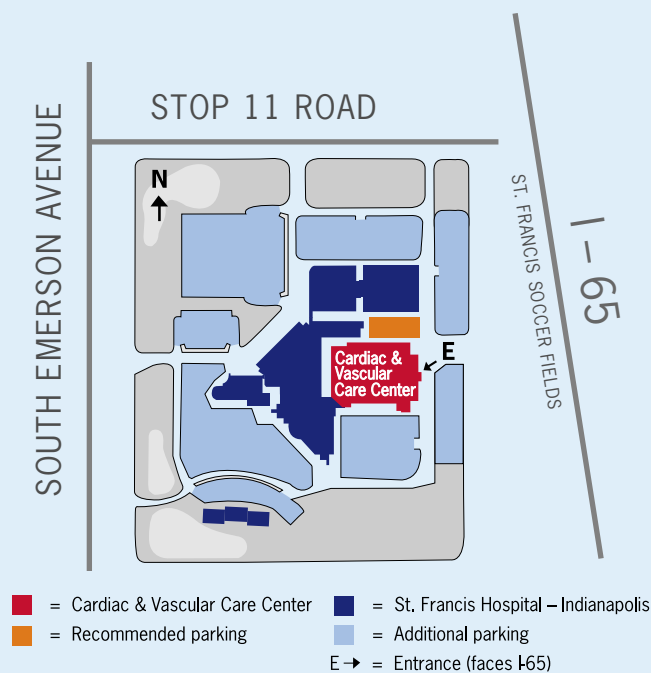 STOP 11 ROAD
SOUTH EMERSON AVENUE
N
ST. FRANCIS SOCCER FIELDS
I – 65
E
Cardiac &
Vascular
Care Center
= Cardiac & Vascular Care Center
= St. Francis Hospital – Indianapolis
= Recommended parking
= Additional parking
E → = Entrance (faces I-65)